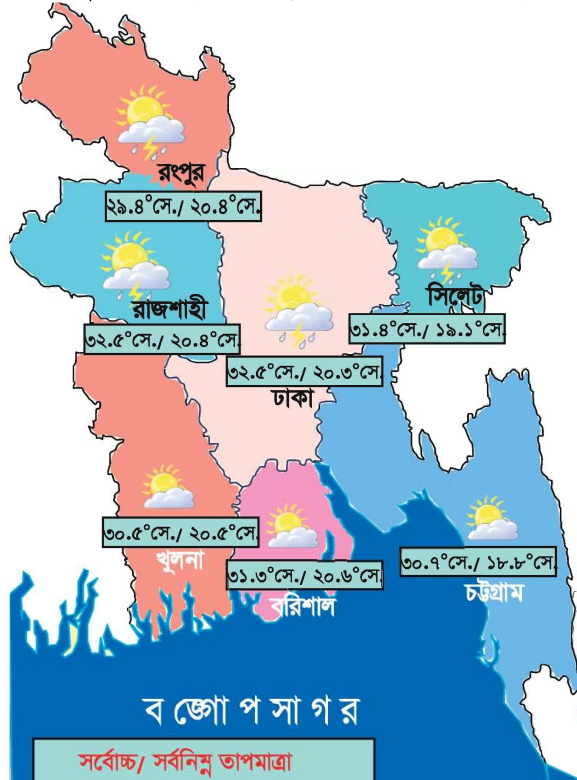 রংপুর
২৯.৪°সে./ ২০.৪°সে.
রাজশাহী
৩২.৫°সে./ ২০.৪°সে.
সিলেট
৩১.৪°সে./ ১৯.১°সে.
৩২.৫°সে./ ২০.৩°সে.
ঢাকা
৩০.৫°সে./ ২০.৫°সে.
খুলনা
৩১.৩°সে./ ২০.৬°সে.
বরিশাল
৩০.৭°সে./ ১৮.৮°সে.
চট্টগ্রাম
ব ঙ্গো প সা গ র
সর্বোচ্চ/ সর্বনিম্ন তাপমাত্রা